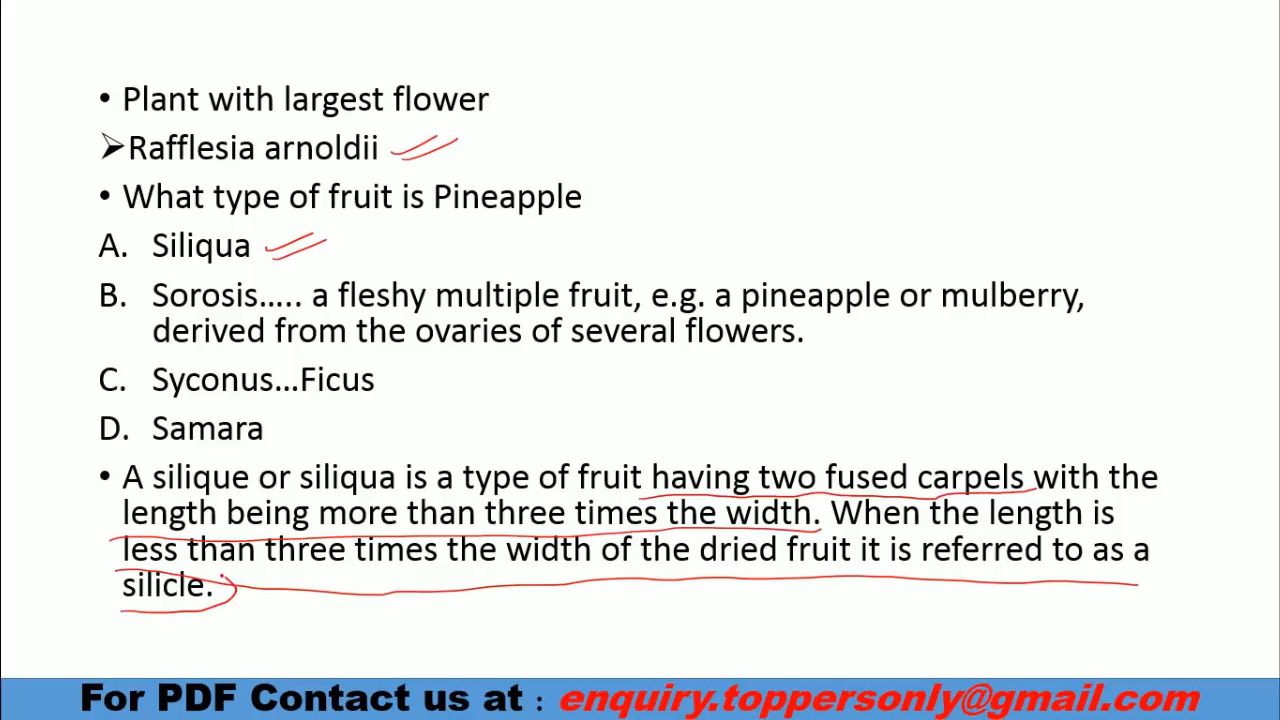 • Plant with largest flower
➢Rafflesia arnoldii
• What type of fruit is Pineapple
A. Siliqua
B. Sorosis..... a fleshy multiple fruit, e.g. a pineapple or mulberry,
derived from the ovaries of several flowers.
C. Syconus...Ficus
D. Samara
• A silique or siliqua is a type of fruit having two fused carpels with the
length being more than three times the width. When the length is
less than three times the width of the dried fruit it is referred to as a
silicle.
For PDF Contact us at : enquiry.toppersonly@gmail.com